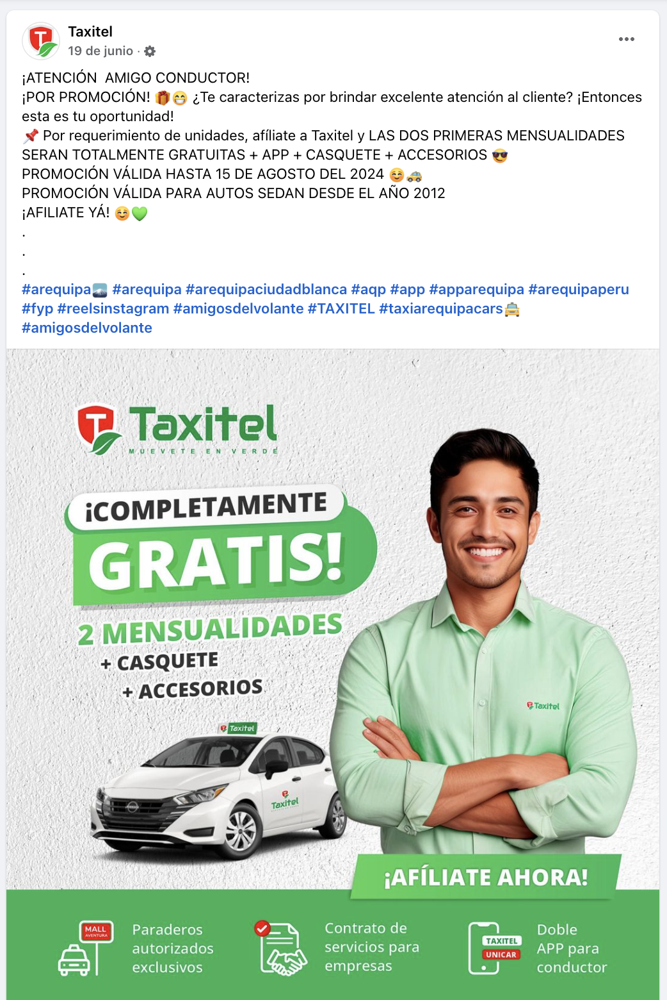 Taxitel
19 de junio ·
¡ATENCIÓN  AMIGO CONDUCTOR!
¡POR PROMOCIÓN! 🎁😁 ¿Te caracterizas por brindar excelente atención al cliente? ¡Entonces
esta es tu oportunidad!
📌 Por requerimiento de unidades, afíliate a Taxitel y LAS DOS PRIMERAS MENSUALIDADES
SERAN TOTALMENTE GRATUITAS + APP + CASQUETE + ACCESORIOS 😎
PROMOCIÓN VÁLIDA HASTA 15 DE AGOSTO DEL 2024 ☺️🚕
PROMOCIÓN VÁLIDA PARA AUTOS SEDAN DESDE EL AÑO 2012
¡AFILIATE YÁ! ☺️💚
.
.
.
#arequipa🗻 #arequipa #arequipaciudadblanca #aqp #app #apparequipa #arequipaperu
#fyp #reelsinstagram #amigosdelvolante #TAXITEL #taxiarequipacars🚖
#amigosdelvolante
T Taxitel
MUEVETE EN VERDE
¡COMPLETAMENTE
GRATIS!
2 MENSUALIDADES
+ CASQUETE
+ ACCESORIOS
Taxitel
Taxitel
Taxitel
¡AFÍLIATE AHORA!
MALL
AVENTURA
Paraderos
autorizados
exclusivos
Contrato de
servicios para
empresas
TAXITEL
UNICAR
Doble
APP para
conductor